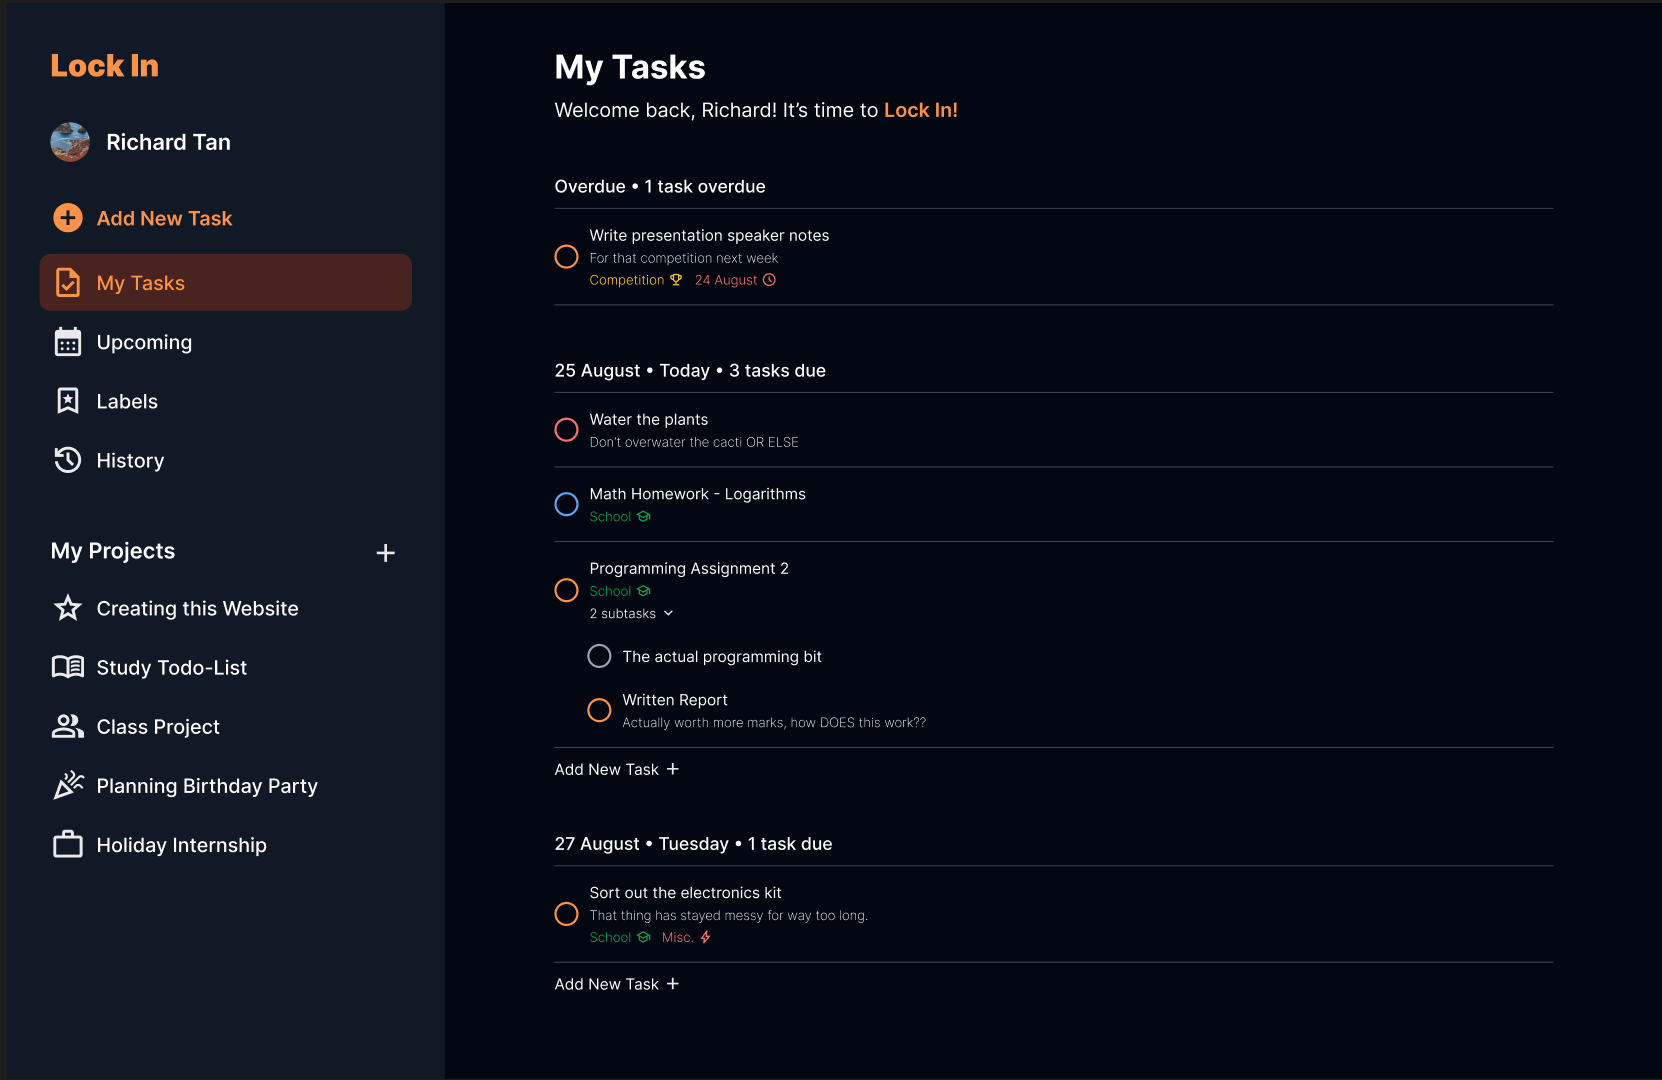 Lock In
Richard Tan
Add New Task
My Tasks
Upcoming
Labels
History
My Projects
Creating this Website
Study Todo-List
Class Project
Planning Birthday Party
Holiday Internship
My Tasks
Welcome back, Richard! It’s time to Lock In!
Overdue • 1 task overdue
Write presentation speaker notes
For that competition next week
Competition 24 August
25 August • Today • 3 tasks due
Water the plants
Don't overwater the cacti OR ELSE
Math Homework - Logarithms
School
Programming Assignment 2
School
2 subtasks
The actual programming bit
Written Report
Actually worth more marks, how DOES this work??
Add New Task +
27 August • Tuesday • 1 task due
Sort out the electronics kit
That thing has stayed messy for way too long.
School Misc.
Add New Task +